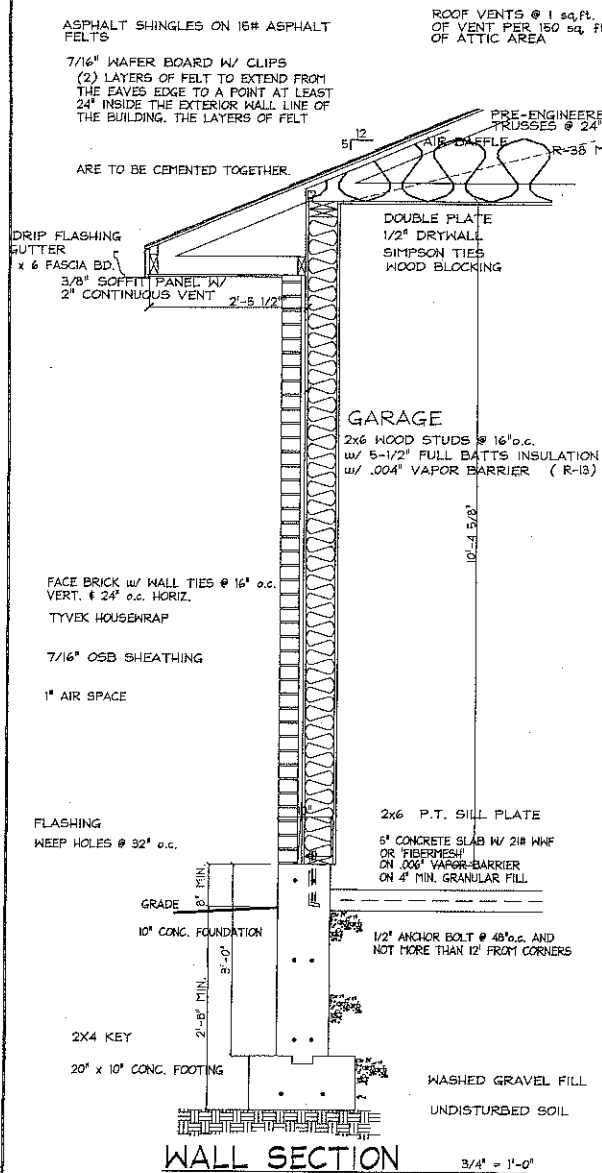 ASPHALT SHINGLES ON 15# ASPHALT
FELTS
7/16" WAFER BOARD W/ CLIPS
(2) LAYERS OF FELT TO EXTEND FROM
THE EAVES EDGE TO A POINT AT LEAST
24" INSIDE THE EXTERIOR WALL LINE OF
THE BUILDING. THE LAYERS OF FELT
ARE TO BE CEMENTED TOGETHER.
ROOF VENTS @ 1 sq.ft.
OF VENT PER 150 sq. f
OF ATTIC AREA
12
5
PRE-ENGINEERE
TRUSSES @ 24"
AIR BAFFLE
R-38 M
DRIP FLASHING
GUTTER
x 6 FASCIA BD.
3/8" SOFFIT PANEL W/
2" CONTINUOUS VENT
2'-5 1/2"
DOUBLE PLATE
1/2" DRYWALL
SIMPSON TIES
WOOD BLOCKING
GARAGE
2x6 WOOD STUDS @ 16"o.c.
w/ 5-1/2" FULL BATTS INSULATION
w/ .004" VAPOR BARRIER ( R-13)
10'-4 5/8"
FACE BRICK w/ WALL TIES @ 16" o.c.
VERT. & 24" o.c. HORIZ.
TYVEK HOUSEWRAP
7/16" OSB SHEATHING
1" AIR SPACE
FLASHING
WEEP HOLES @ 32" o.c.
2x6 P.T. SILL PLATE
5" CONCRETE SLAB W/ 21# WWF
OR 'FIBERMESH'
ON .006" VAPOR BARRIER
ON 4" MIN. GRANULAR FILL
8" MIN.
GRADE
10" CONC. FOUNDATION
1/2" ANCHOR BOLT @ 48"o.c. AND
NOT MORE THAN 12" FROM CORNERS
3'-0"
2'-8" MIN.
2X4 KEY
20" x 10" CONC. FOOTING
WASHED GRAVEL FILL
UNDISTURBED SOIL
WALL SECTION
3/4" = 1'-0"